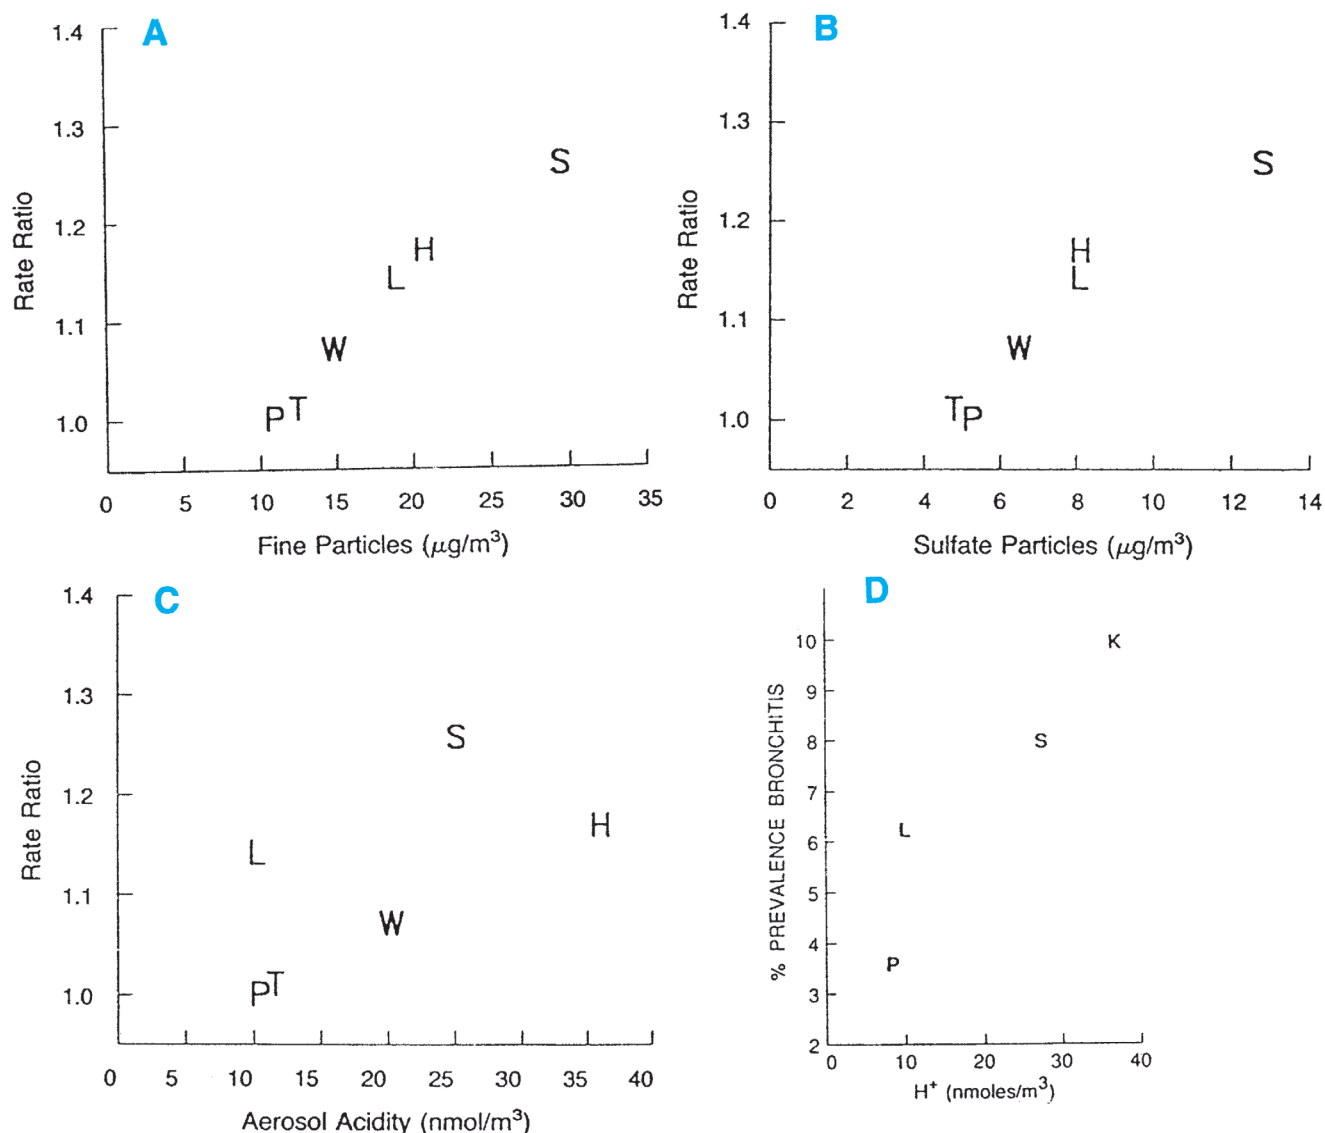 A
1.4
1.3
1.2
1.1
1.0
Rate Ratio
S
H
L
W
P T
0 5 10 15 20 25 30 35
Fine Particles (μg/m³)
B
1.4
1.3
1.2
1.1
1.0
Rate Ratio
S
H
L
W
T P
0 2 4 6 8 10 12 14
Sulfate Particles (μg/m³)
C
1.4
1.3
1.2
1.1
1.0
Rate Ratio
S
H
L
W
P T
0 5 10 15 20 25 30 35 40
Aerosol Acidity (nmol/m³)
D
10
9
8
7
6
5
4
3
2
% PREVALENCE BRONCHITIS
K
S
L
P
0 10 20 30 40
H⁺ (nmoles/m³)